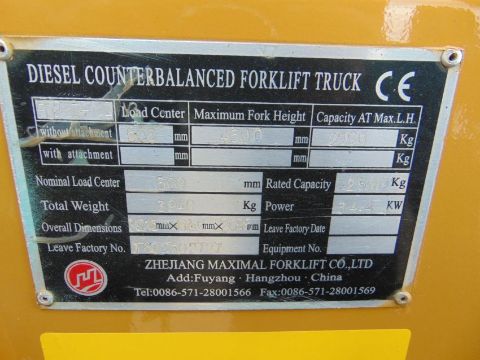 DIESEL COUNTERBALANCED FORKLIFT TRUCK CE
Load Center Maximum Fork Height Capacity AT Max.L.H.
without attachment mm mm Kg
with attachment mm mm Kg
Nominal Load Center mm Rated Capacity Kg
Total Weight Kg Power KW
Overall Dimensions mm× mm× mm Leave Factory Date
Leave Factory No. Equipment No.
ZHEJIANG MAXIMAL FORKLIFT CO.,LTD
Add:Fuyang · Hangzhou · China
Tel:0086-571-28001566 Fax:0086-571-28001569